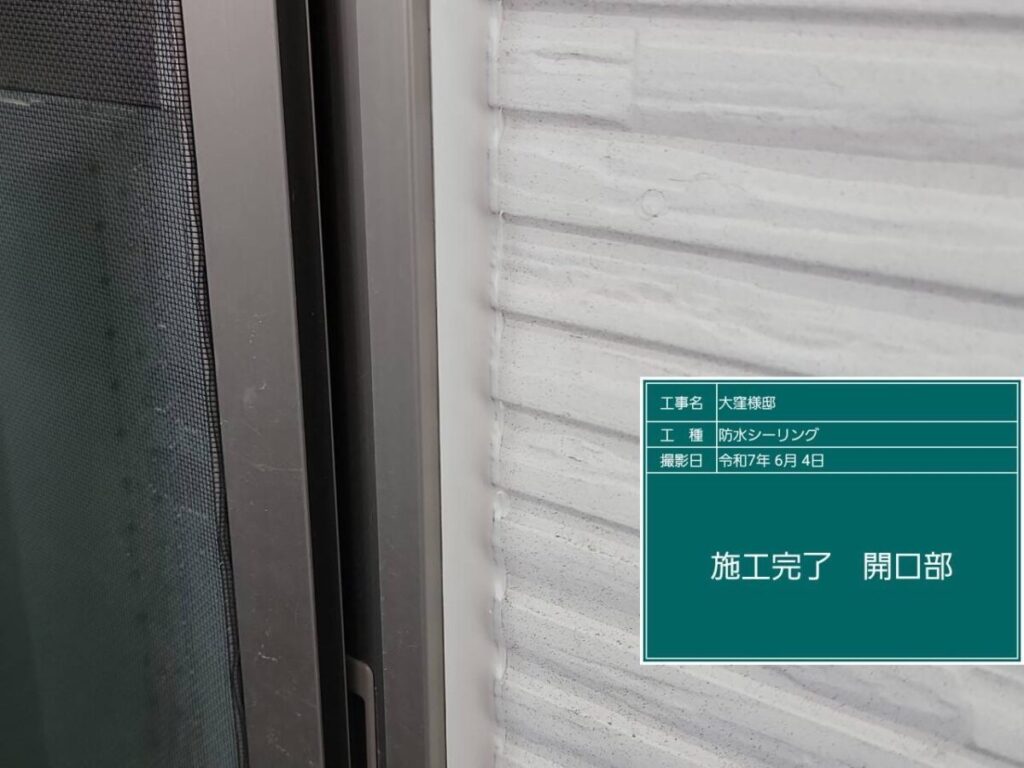 工事名 大窪様邸
工 種 防水シーリング
撮影日 令和7年 6月 4日
施工完了 開口部